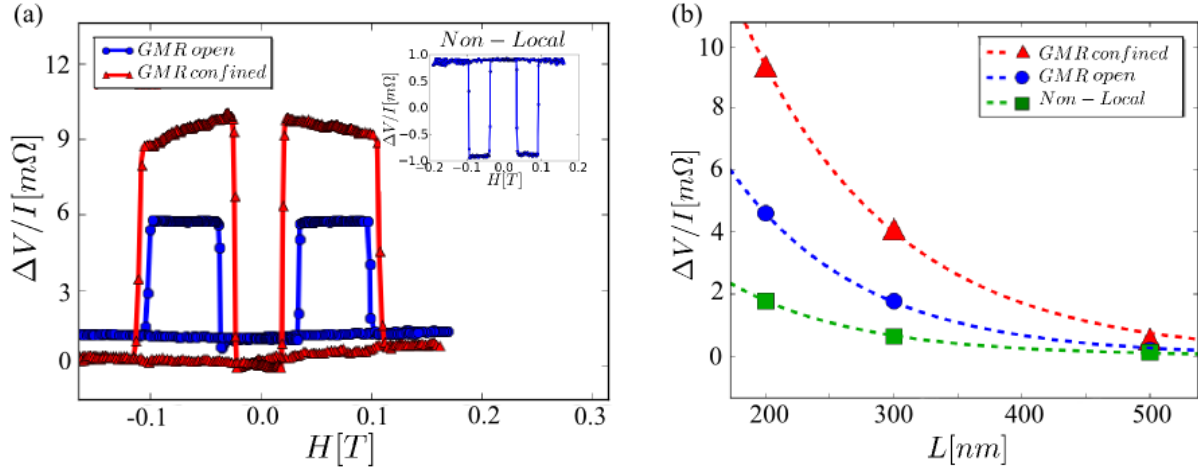 (a)
GMR open
GMR confined
Non – Local
ΔV/I[mΩ]
1.0
0.5
0.0
−0.5
−1.0
−0.2 −0.1 0.0 0.1 0.2
H[T]
ΔV/I[mΩ]
12
9
6
3
0
-0.1 0.0 0.1 0.2 0.3
H[T]
(b)
GMR confined
GMR open
Non – Local
ΔV/I[mΩ]
10
8
6
4
2
0
200 300 400 500
L[nm]